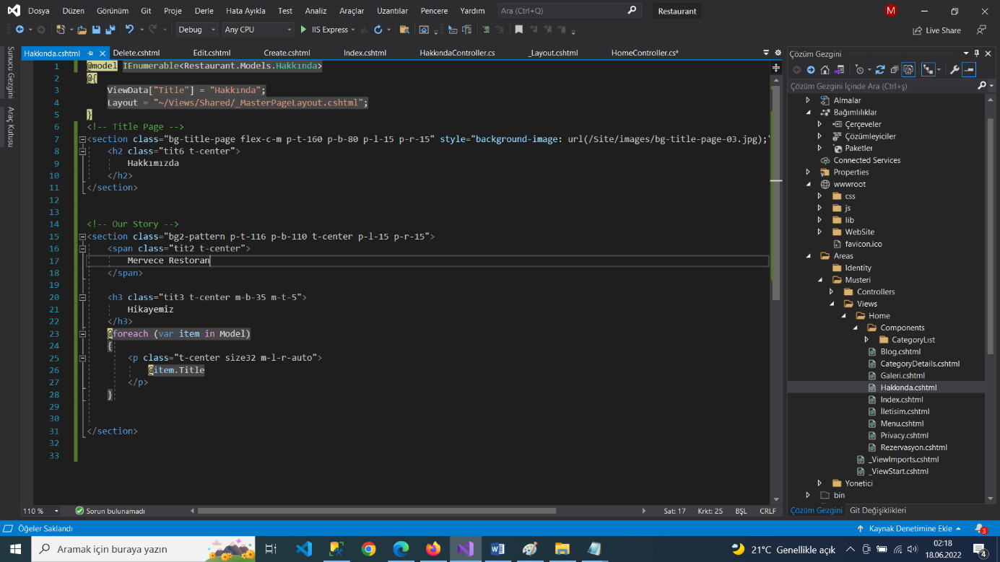 Dosya Düzen Görünüm Git Proje Derle Hata Ayıkla Test Analiz Araçlar Uzantılar Pencere Yardım Ara (Ctrl+Q) Restaurant M
Debug Any CPU IIS Express Live Share
Sunucu Gezgini
Araç Kutusu
Hakkında.cshtml Delete.cshtml Edit.cshtml Create.cshtml Index.cshtml HakkındaController.cs _Layout.cshtml HomeController.cs*
1 @model IEnumerable<Restaurant.Models.Hakkında>
2 @{
3 ViewData["Title"] = "Hakkında";
4 Layout = "~/Views/Shared/_MasterPageLayout.cshtml";
5 }
6 <!-- Title Page -->
7 <section class="bg-title-page flex-c-m p-t-160 p-b-80 p-l-15 p-r-15" style="background-image: url(/Site/images/bg-title-page-03.jpg);"
8 <h2 class="tit6 t-center">
9 Hakkımızda
10 </h2>
11 </section>
12
13
14 <!-- Our Story -->
15 <section class="bg2-pattern p-t-116 p-b-110 t-center p-l-15 p-r-15">
16 <span class="tit2 t-center">
17 Mervece Restoran
18 </span>
19
20 <h3 class="tit3 t-center m-b-35 m-t-5">
21 Hikayemiz
22 </h3>
23 @foreach (var item in Model)
24 {
25 <p class="t-center size32 m-l-r-auto">
26 @item.Title
27 </p>
28 }
29
30
31 </section>
32
33
110 % Sorun bulunamadı Sat: 17 Krkt: 25 BŞL CRLF
Çözüm Gezgini
Çözüm Gezgini İçinde Ara (Ctrl+ş)
Almalar
Bağımlılıklar
Çerçeveler
Çözümleyiciler
Paketler
Connected Services
Properties
wwwroot
css
js
lib
WebSite
favicon.ico
Areas
Identity
Musteri
Controllers
Views
Home
Components
CategoryList
Blog.cshtml
CategoryDetails.cshtml
Galeri.cshtml
Hakkında.cshtml
Index.cshtml
İletisim.cshtml
Menu.cshtml
Privacy.cshtml
Rezervasyon.cshtml
_ViewImports.cshtml
_ViewStart.cshtml
Yonetici
bin
Çözüm Gezgini Git Değişiklikleri
Öğeler Saklandı Kaynak Denetimine Ekle 3
Aramak için buraya yazın 21°C Genellikle açık 02:18
18.06.2022 4